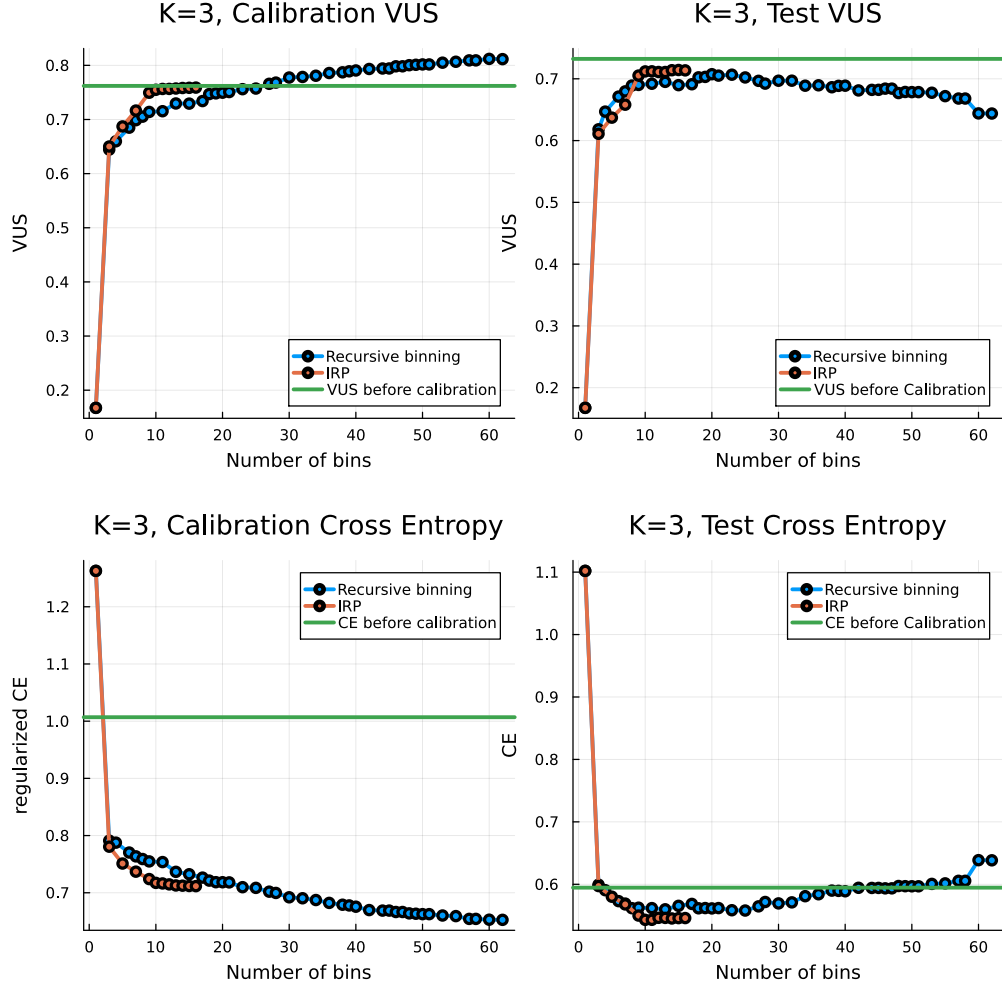 K=3, Calibration VUS
VUS
0.8
0.7
0.6
0.5
0.4
0.3
0.2
0
10
20
30
40
50
60
Number of bins
Recursive binning
IRP
VUS before calibration
K=3, Test VUS
VUS
0.7
0.6
0.5
0.4
0.3
0.2
0
10
20
30
40
50
60
Number of bins
Recursive binning
IRP
VUS before calibration
K=3, Calibration Cross Entropy
regularized CE
1.2
1.1
1.0
0.9
0.8
0.7
0
10
20
30
40
50
60
Number of bins
Recursive binning
IRP
CE before calibration
K=3, Test Cross Entropy
CE
1.1
1.0
0.9
0.8
0.7
0.6
0
10
20
30
40
50
60
Number of bins
Recursive binning
IRP
CE before Calibration